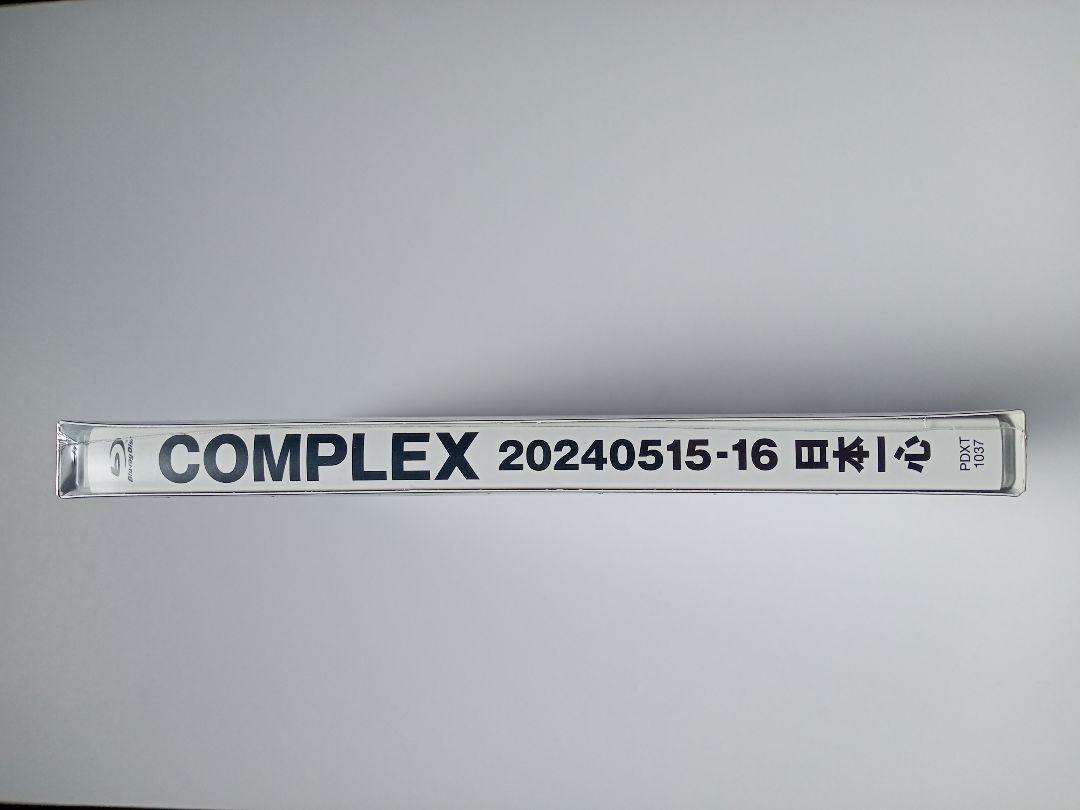 Blu-ray Disc
COMPLEX 20240515-16 日本一心
PDXT
1037